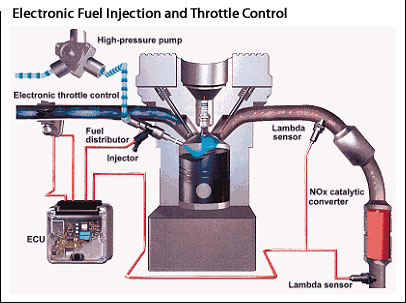 Electronic Fuel Injection and Throttle Control
High-pressure pump
Electronic throttle control
Fuel
distributor
Injector
Lambda
sensor
NOx catalytic
converter
ECU
Lambda sensor